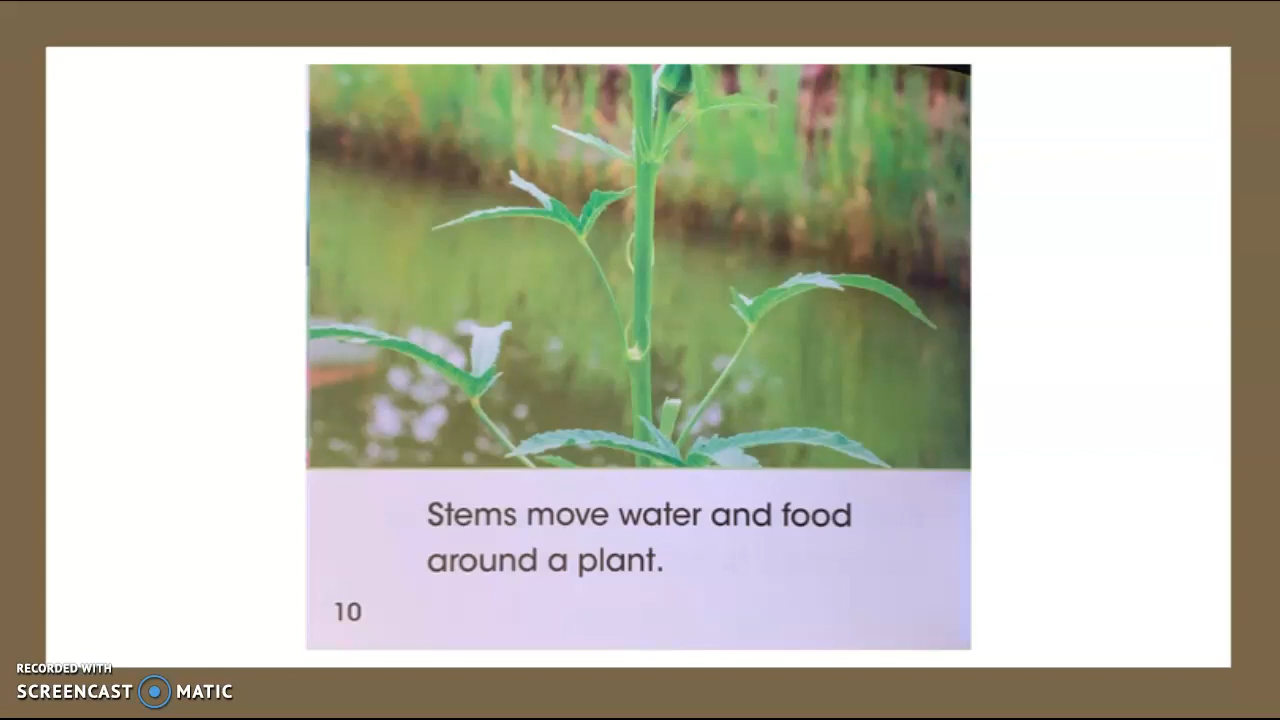 Stems move water and food
around a plant.
10
RECORDED WITH
SCREENCAST MATIC